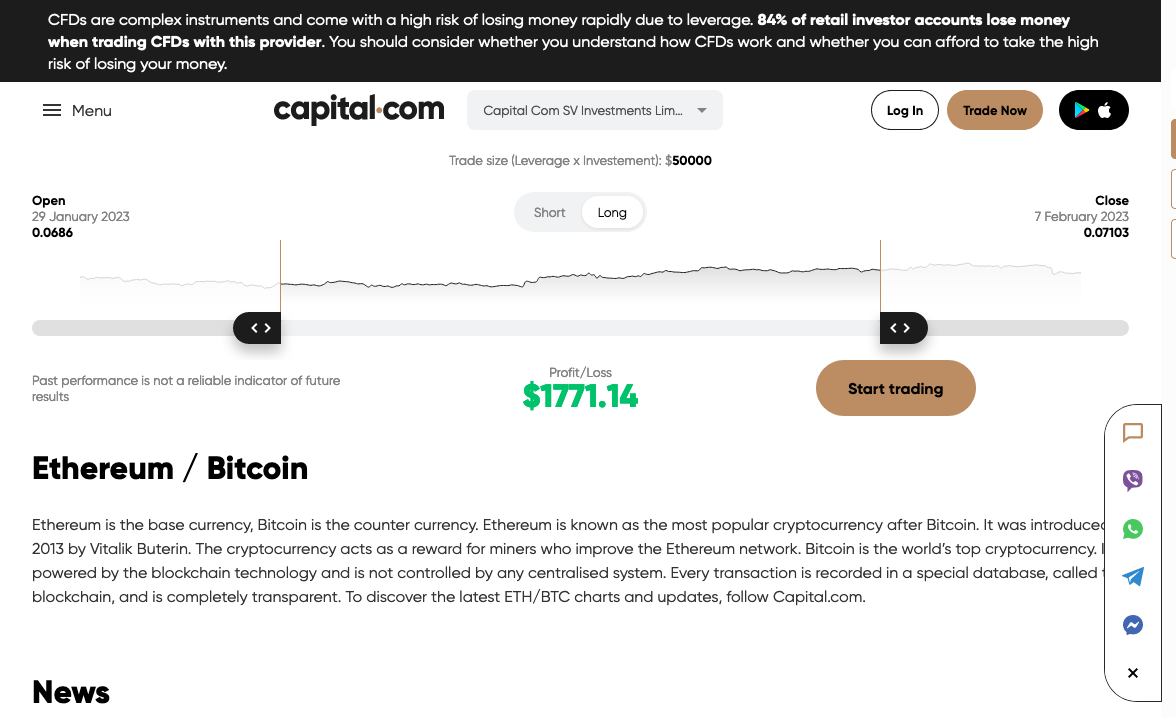 CFDs are complex instruments and come with a high risk of losing money rapidly due to leverage. 84% of retail investor accounts lose money
when trading CFDs with this provider. You should consider whether you understand how CFDs work and whether you can afford to take the high
risk of losing your money.
Menu
capital.com
Capital Com SV Investments Lim...
Log In
Trade Now
Trade size (Leverage x Investement): $50000
Open
29 January 2023
0.0686
Short
Long
Close
7 February 2023
0.07103
Past performance is not a reliable indicator of future
results
Profit/Loss
$1771.14
Start trading
Ethereum / Bitcoin
Ethereum is the base currency, Bitcoin is the counter currency. Ethereum is known as the most popular cryptocurrency after Bitcoin. It was introduced
2013 by Vitalik Buterin. The cryptocurrency acts as a reward for miners who improve the Ethereum network. Bitcoin is the world's top cryptocurrency.
powered by the blockchain technology and is not controlled by any centralised system. Every transaction is recorded in a special database, called
blockchain, and is completely transparent. To discover the latest ETH/BTC charts and updates, follow Capital.com.
News